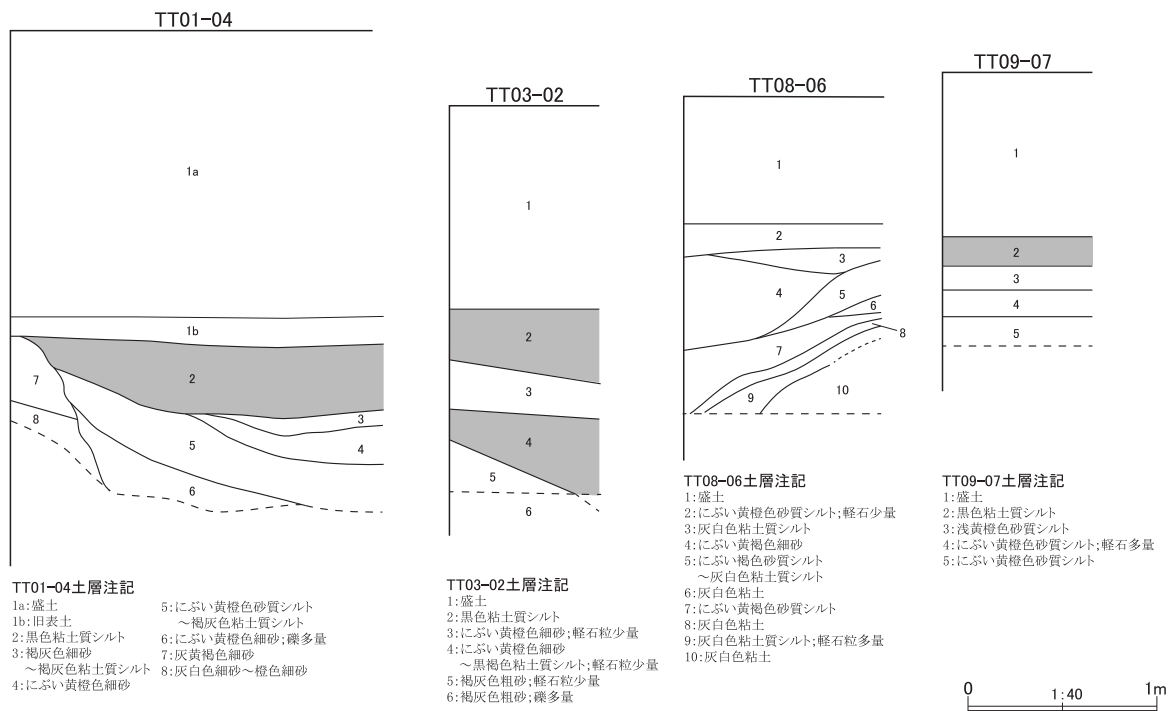 TT01-04
1a
1b
2
7
8
3
5
4
6
TT03-02
1
2
3
4
5
6
TT08-06
1
2
3
4
5
6
8
7
9
10
TT09-07
1
2
3
4
5
TT01-04土層注記
1a:盛土
1b:旧表土
2:黒色粘土質シルト
3:褐灰色細砂
～褐灰色粘土質シルト
4:にぶい黄橙色細砂
5:にぶい黄橙色砂質シルト
～褐灰色粘土質シルト
6:にぶい黄橙色細砂;礫多量
7:灰黄褐色細砂
8:灰白色細砂～橙色細砂
TT03-02土層注記
1:盛土
2:黒色粘土質シルト
3:にぶい黄橙色細砂;軽石粒少量
4:にぶい黄橙色細砂
～黒褐色粘土質シルト;軽石粒少量
5:褐灰色粗砂;軽石粒少量
6:褐灰色粗砂;礫多量
TT08-06土層注記
1:盛土
2:にぶい黄橙色砂質シルト;軽石少量
3:灰白色粘土質シルト
4:にぶい黄褐色細砂
5:にぶい褐色砂質シルト
～灰白色粘土質シルト
6:灰白色粘土
7:にぶい黄褐色砂質シルト
8:灰白色粘土
9:灰白色粘土質シルト;軽石粒多量
10:灰白色粘土
TT09-07土層注記
1:盛土
2:黒色粘土質シルト
3:浅黄橙色砂質シルト
4:にぶい黄橙色砂質シルト;軽石多量
5:にぶい黄橙色砂質シルト
0 1:40 1m